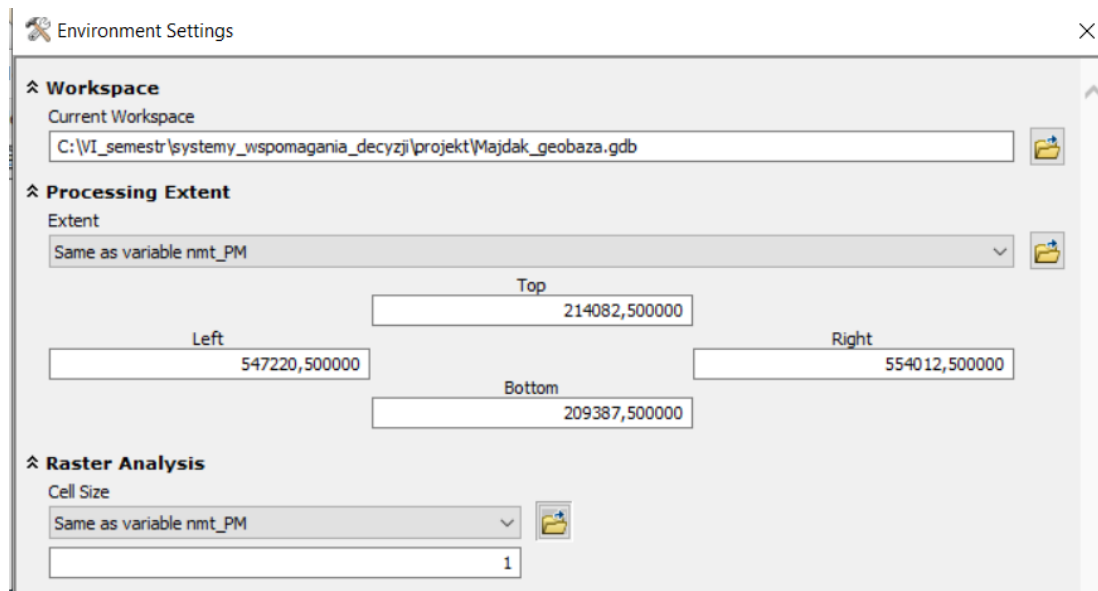 Environment Settings
Workspace
Current Workspace
C:\VI_semestr\systemy_wspomagania_decyzji\projekt\Majdak_geobaza.gdb
Processing Extent
Extent
Same as variable nmt_PM
Top
214082,500000
Left
Right
547220,500000
554012,500000
Bottom
209387,500000
Raster Analysis
Cell Size
Same as variable nmt_PM
1